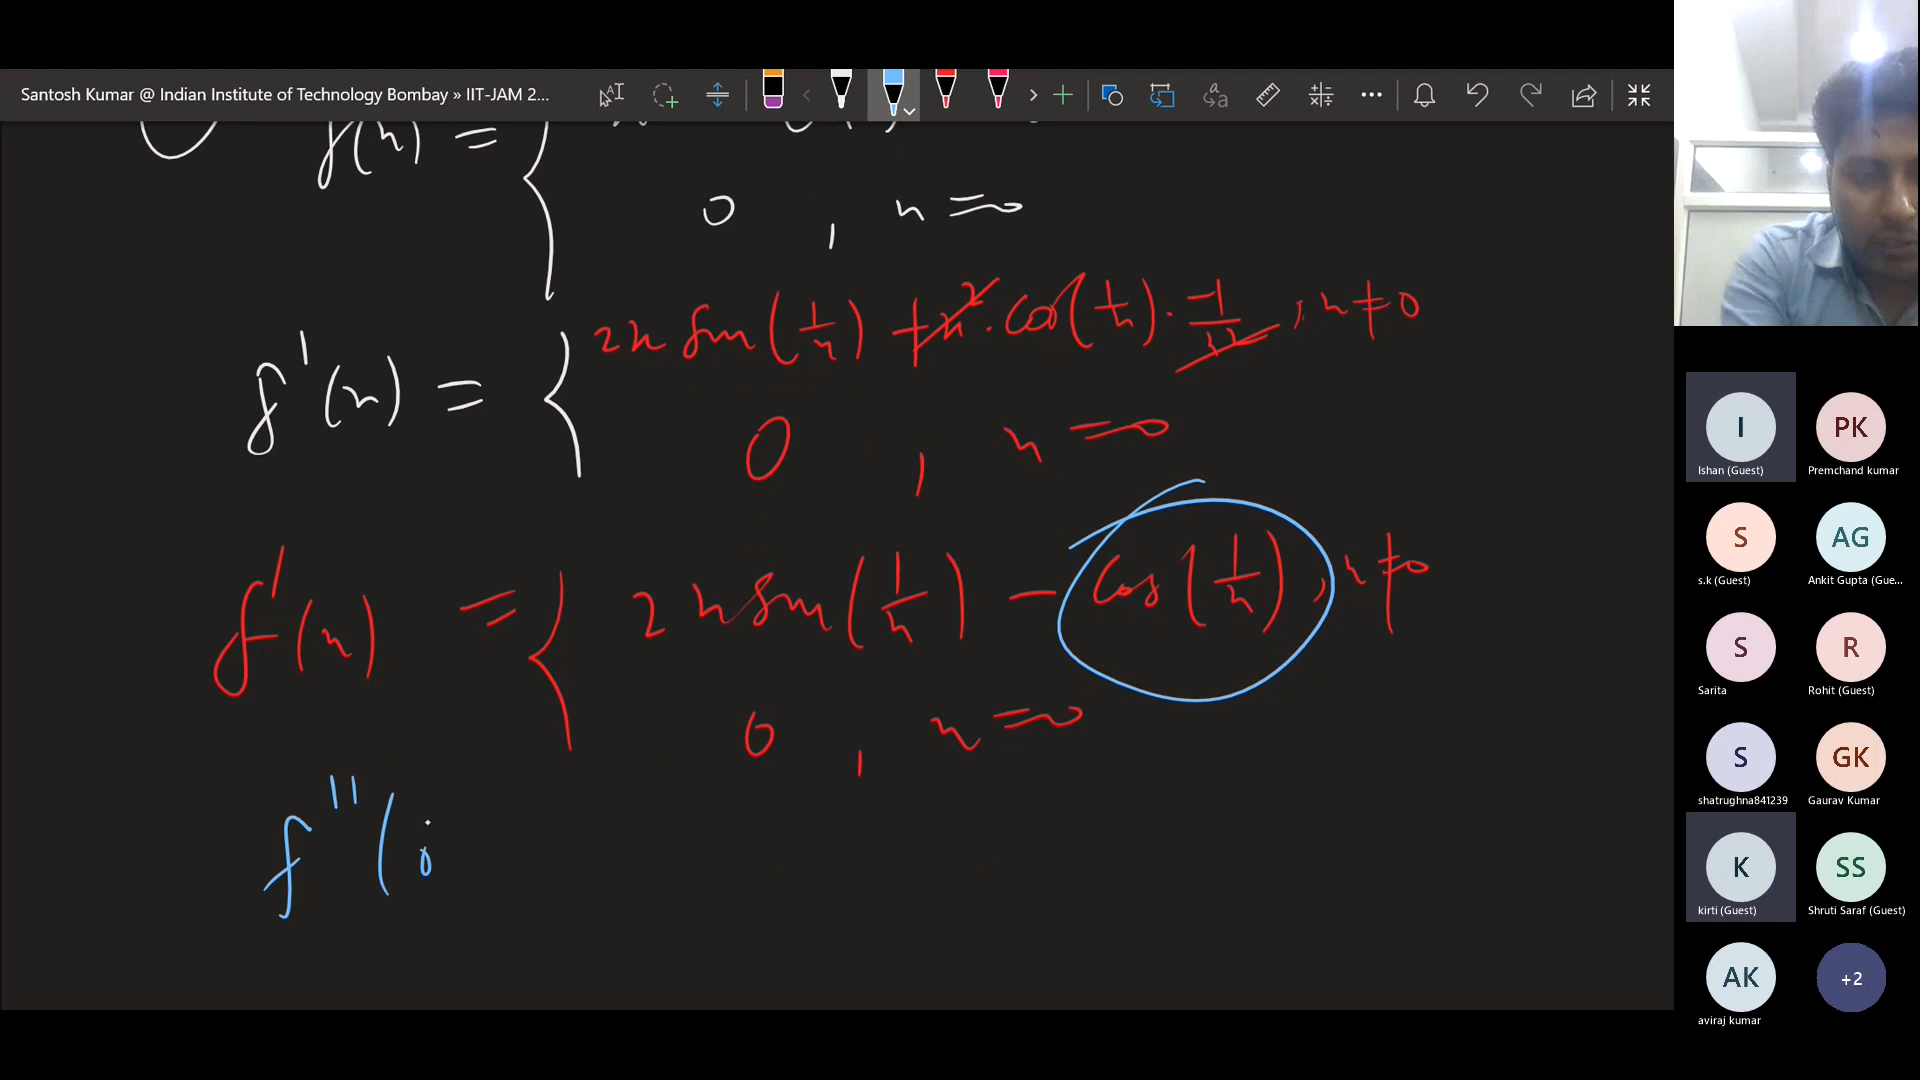 Santosh Kumar @ Indian Institute of Technology Bombay » IIT-JAM 2...
f(x) =
0 , x = 0
f'(x) = { 2x sin(1/x) + x². cos(1/x) . -1/x² , x ≠ 0
0 , x = 0
f'(x) = { 2x sin(1/x) - cos(1/x) , x ≠ 0
0 , x = 0
f''(0
I
Ishan (Guest)
PK
Premchand kumar
S
s.k (Guest)
AG
Ankit Gupta (Gue...
S
Sarita
R
Rohit (Guest)
S
shatrughna841239
GK
Gaurav Kumar
K
kirti (Guest)
SS
Shruti Saraf (Guest)
AK
aviraj kumar
+2